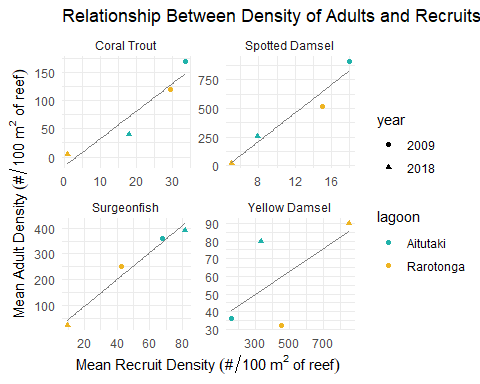 Relationship Between Density of Adults and Recruits
Coral Trout
Spotted Damsel
150
100
50
0
0 10 20 30
750
500
250
0
8 12 16
Surgeonfish
Yellow Damsel
400
300
200
100
20 40 60 80
90
80
70
60
50
40
30
300 500 700
Mean Adult Density (#/100 m² of reef)
Mean Recruit Density (#/100 m² of reef)
year
2009
2018
lagoon
Aitutaki
Rarotonga